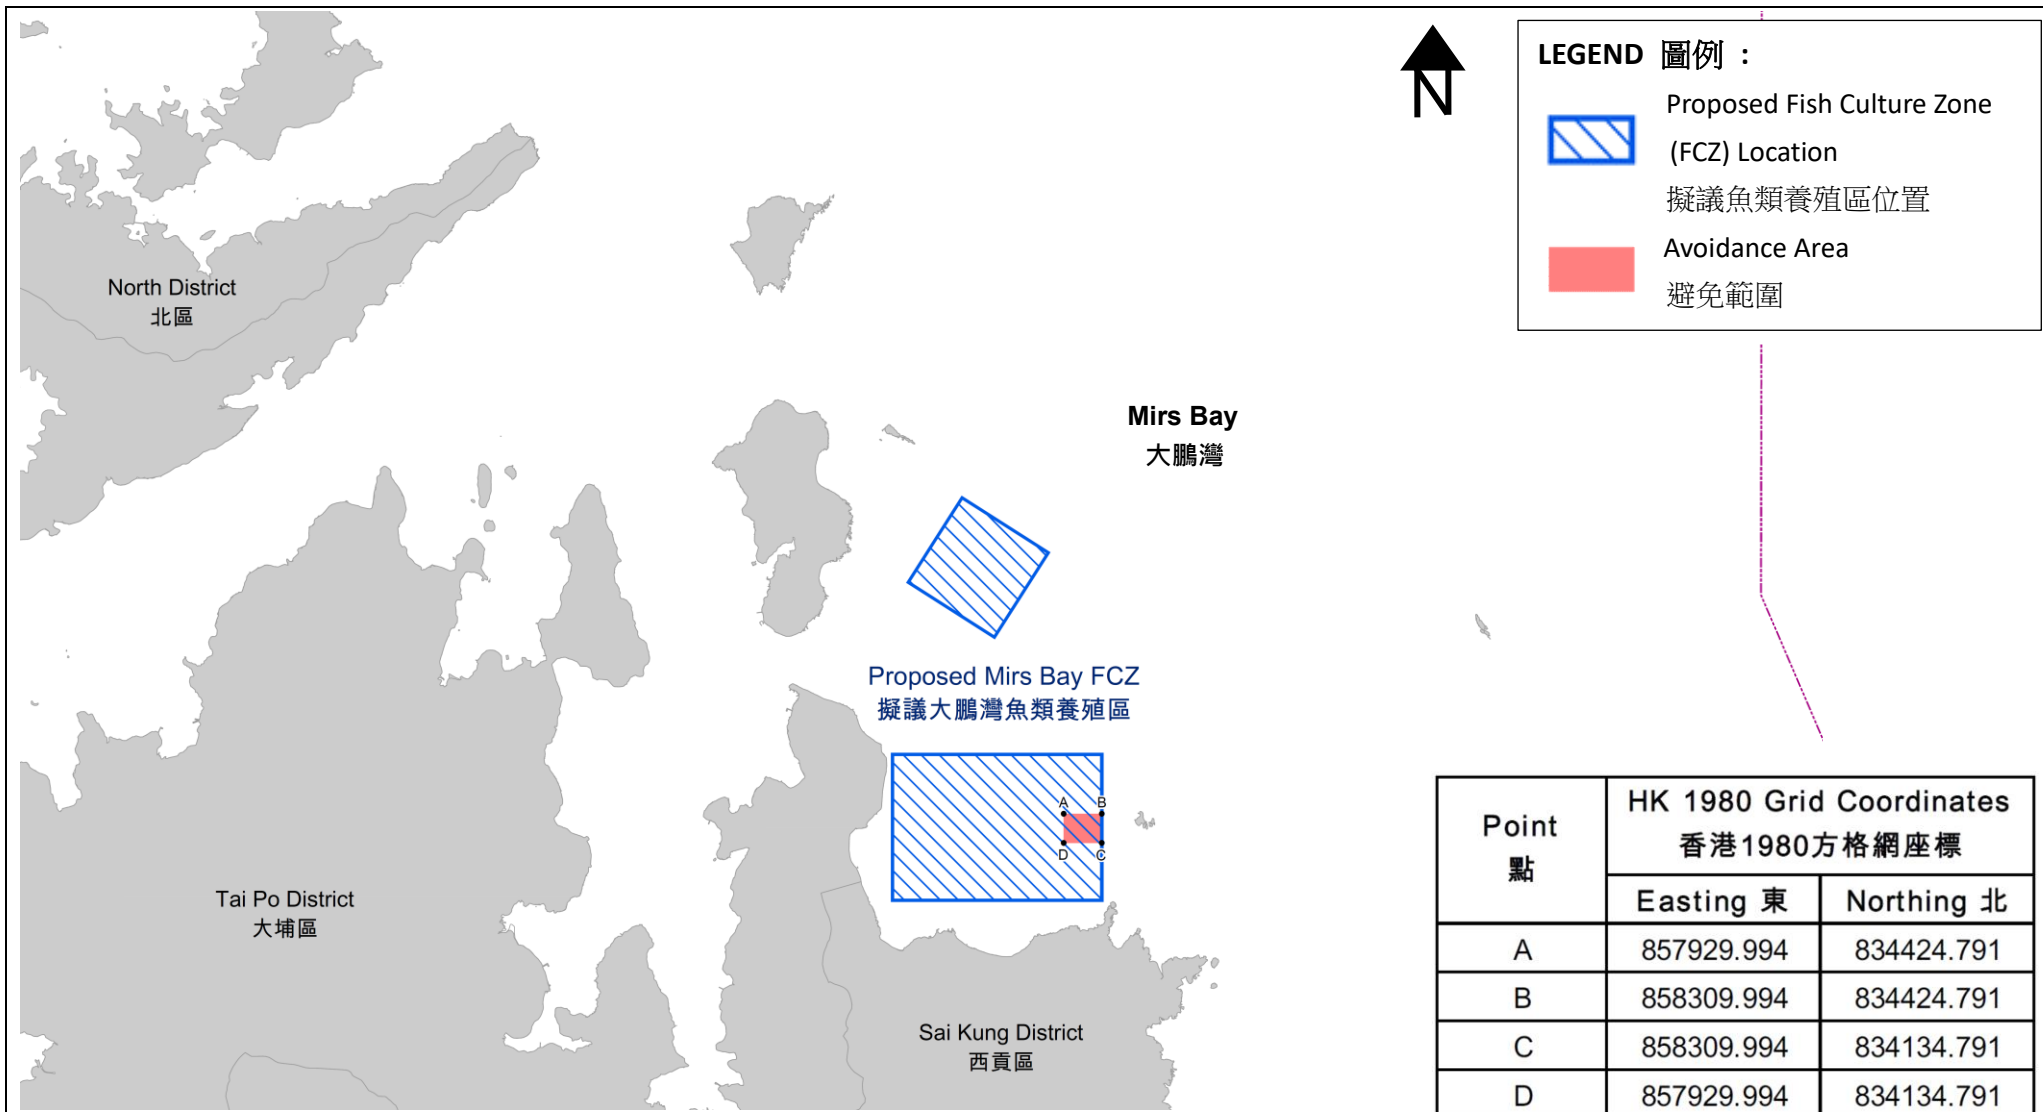 N
LEGEND 圖例 :
Proposed Fish Culture Zone
(FCZ) Location
擬議魚類養殖區位置
Avoidance Area
避免範圍
North District
北區
Mirs Bay
大鵬灣
Proposed Mirs Bay FCZ
擬議大鵬灣魚類養殖區
A B
D C
Tai Po District
大埔區
Sai Kung District
西貢區
Point
點
HK 1980 Grid Coordinates
香港1980方格網座標
Easting 東 Northing 北
A 857929.994 834424.791
B 858309.994 834424.791
C 858309.994 834134.791
D 857929.994 834134.791